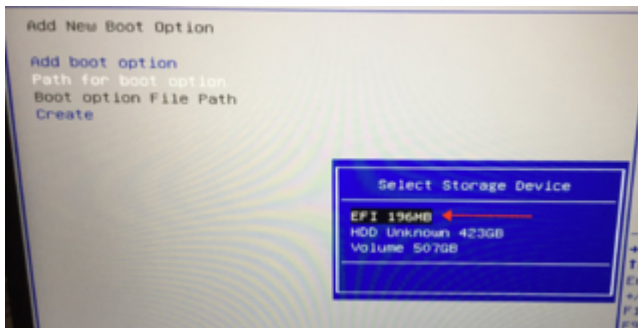 Add New Boot Option
Add boot option
Path for boot option
Boot option File Path
Create
Select Storage Device
EFI 196MB
HDD Unknown 423GB
Volume 507GB